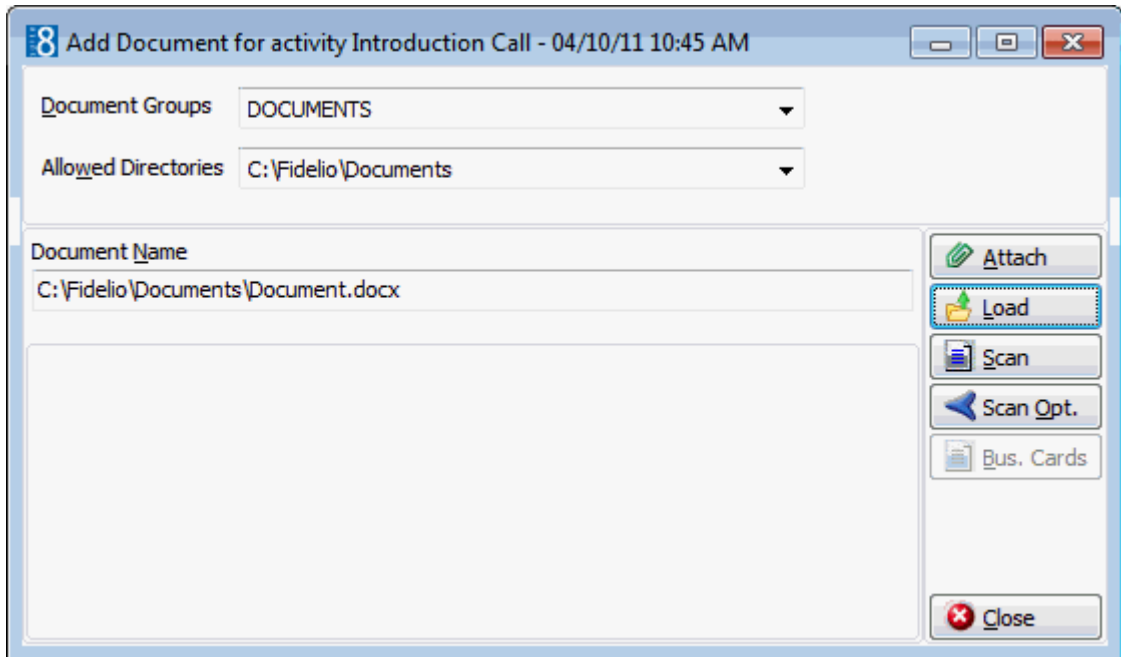 8 Add Document for activity Introduction Call - 04/10/11 10:45 AM
Document Groups DOCUMENTS
Allowed Directories C:\Fidelio\Documents
Document Name
C:\Fidelio\Documents\Document.docx
Attach
Load
Scan
Scan Opt.
Bus. Cards
Close